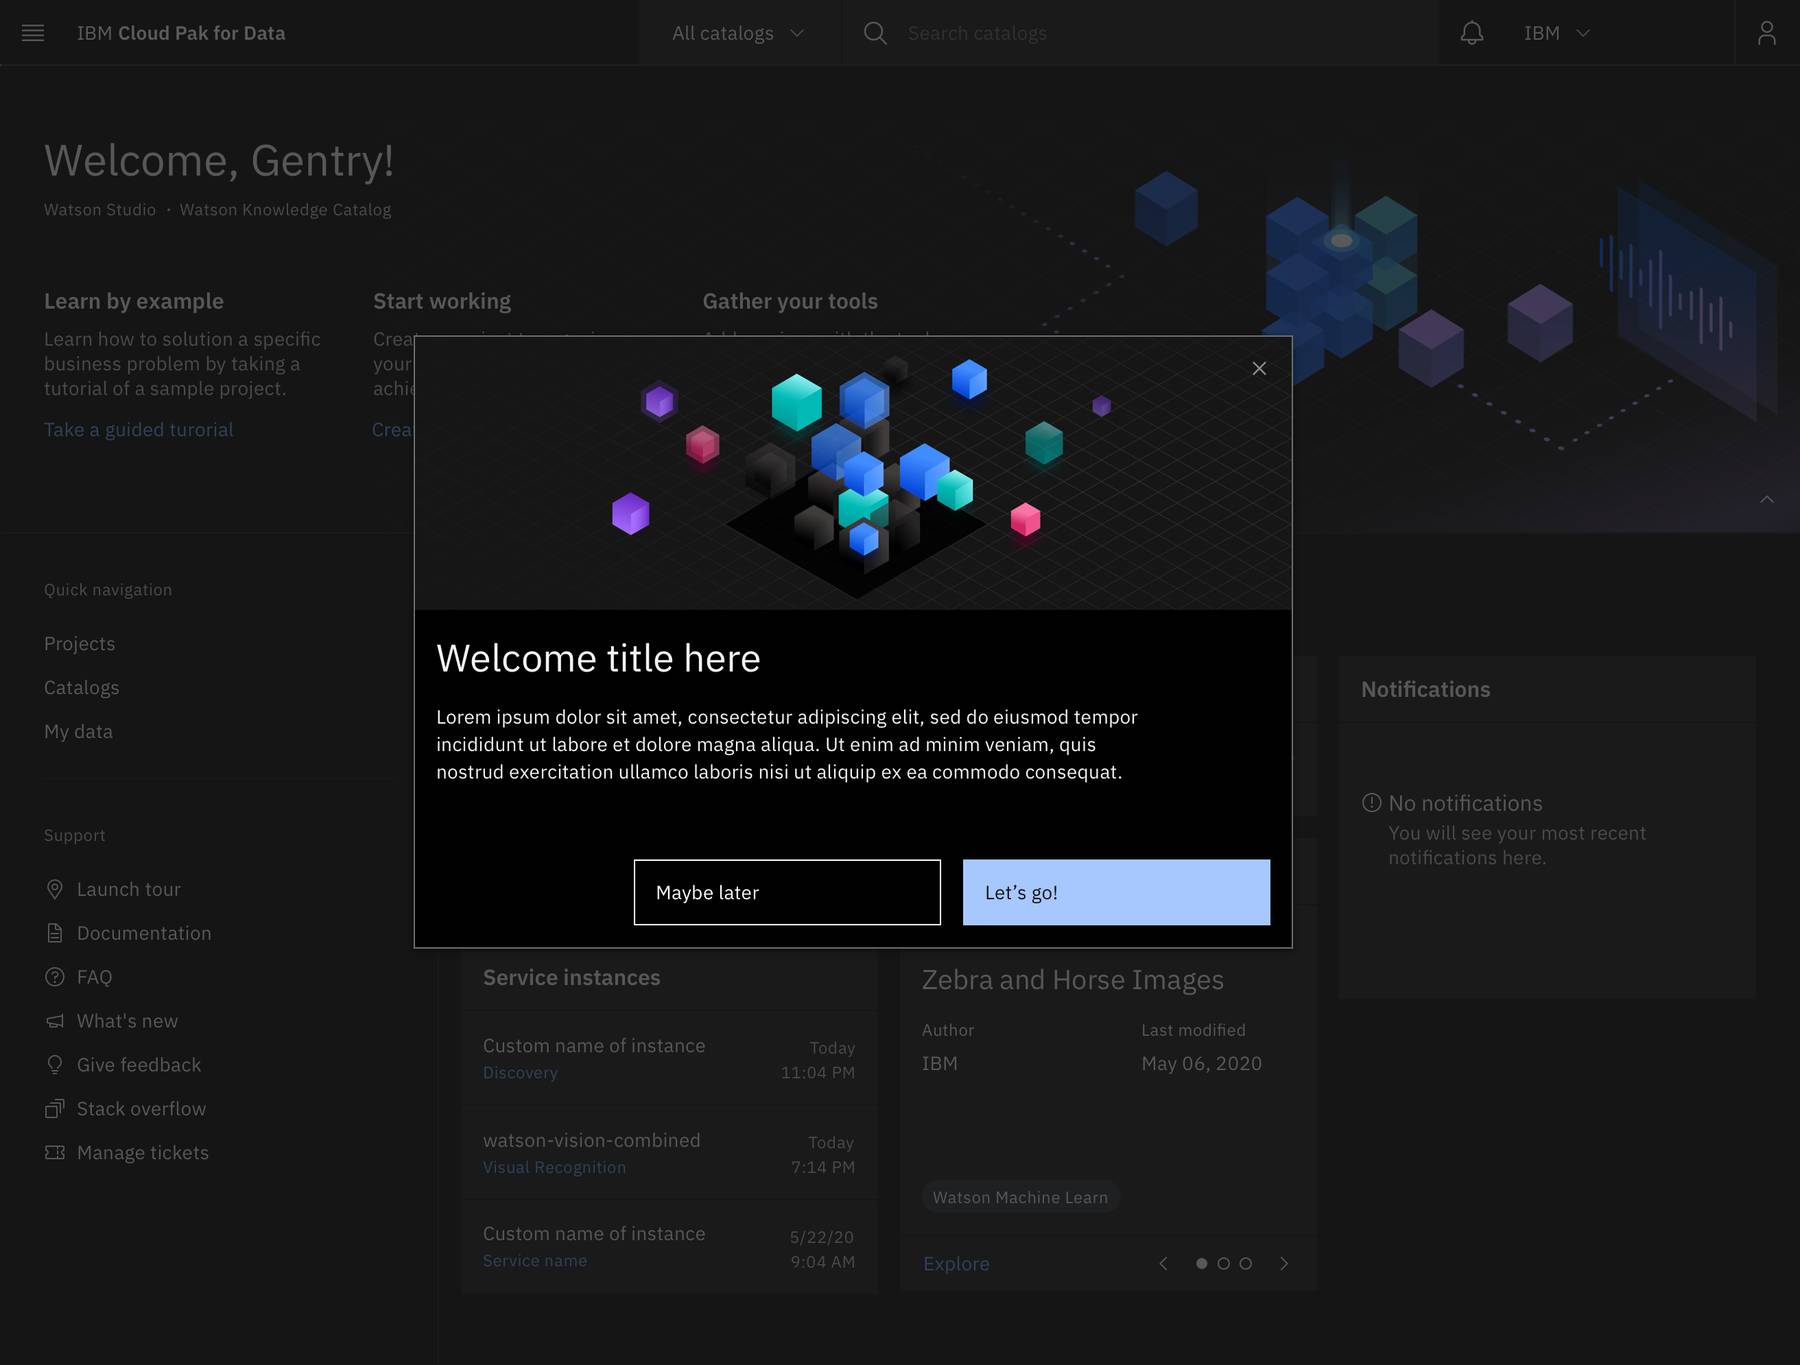 IBM Cloud Pak for Data
All catalogs
Search catalogs
IBM
Welcome, Gentry!
Watson Studio · Watson Knowledge Catalog
Learn by example
Learn how to solution a specific
business problem by taking a
tutorial of a sample project.
Take a guided turorial
Start working
your
Gather your tools
Welcome title here
Lorem ipsum dolor sit amet, consectetur adipiscing elit, sed do eiusmod tempor
incididunt ut labore et dolore magna aliqua. Ut enim ad minim veniam, quis
nostrud exercitation ullamco laboris nisi ut aliquip ex ea commodo consequat.
Maybe later
Let’s go!
Quick navigation
Projects
Catalogs
My data
Support
Launch tour
Documentation
FAQ
What's new
Give feedback
Stack overflow
Manage tickets
Service instances
Custom name of instance
Today
Discovery
11:04 PM
watson-vision-combined
Today
Visual Recognition
7:14 PM
Custom name of instance
5/22/20
Service name
9:04 AM
Zebra and Horse Images
Author
Last modified
IBM
May 06, 2020
Watson Machine Learn
Explore
Notifications
No notifications
You will see your most recent
notifications here.